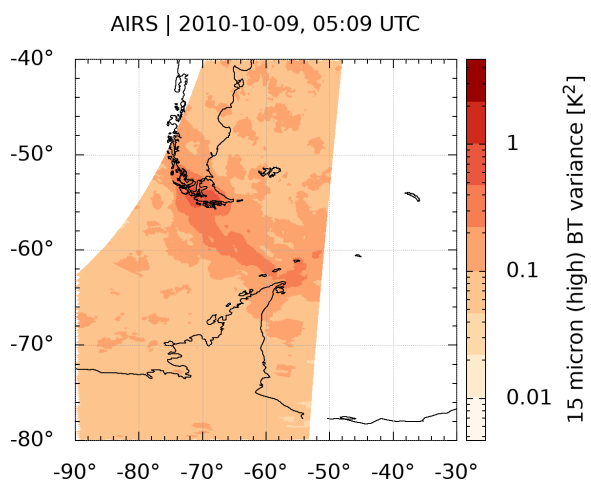 AIRS | 2010-10-09, 05:09 UTC
-40°
-50°
-60°
-70°
-80°
-90° -80° -70° -60° -50° -40° -30°
1
0.1
0.01
15 micron (high) BT variance [K²]